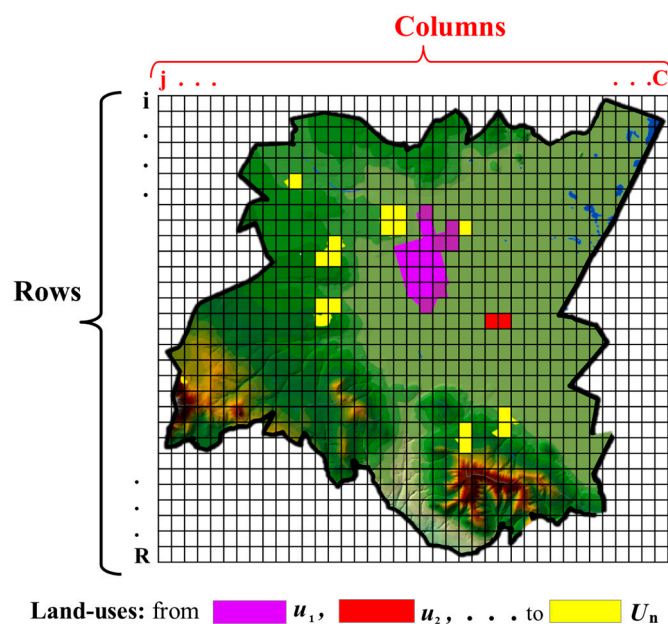 Columns
j . . . . . . C
i
.
.
.
Rows
.
.
.
R
Land-uses: from u₁, u₂, . . . to Uₙ